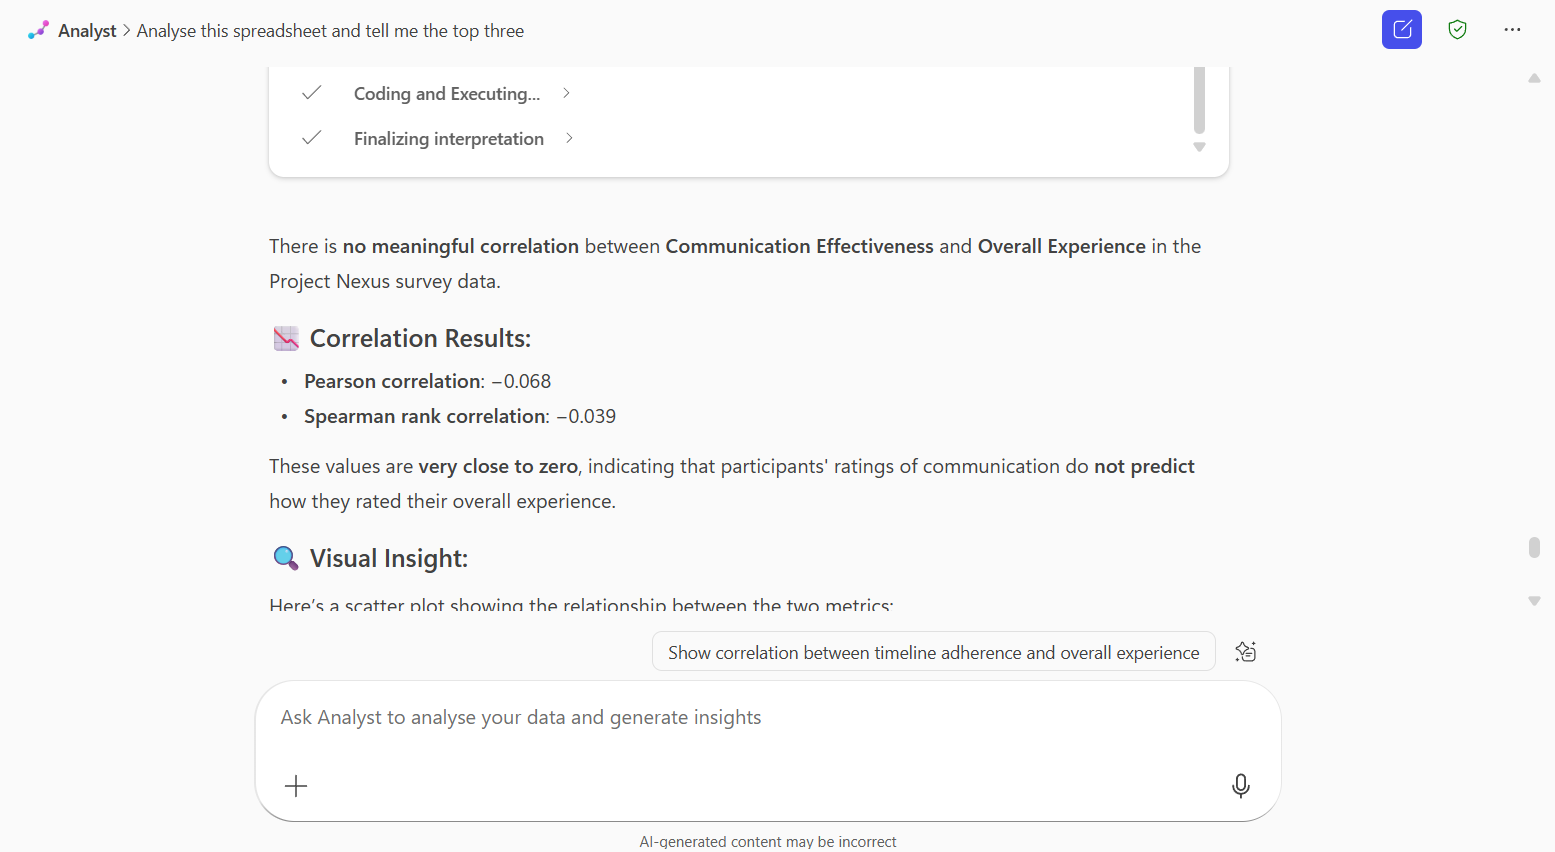 Analyst > Analyse this spreadsheet and tell me the top three
Coding and Executing...
Finalizing interpretation
There is no meaningful correlation between Communication Effectiveness and Overall Experience in the
Project Nexus survey data.
Correlation Results:
• Pearson correlation: −0.068
• Spearman rank correlation: −0.039
These values are very close to zero, indicating that participants' ratings of communication do not predict
how they rated their overall experience.
Visual Insight:
Here’s a scatter plot showing the relationship between the two metrics:
Show correlation between timeline adherence and overall experience
Ask Analyst to analyse your data and generate insights
AI-generated content may be incorrect